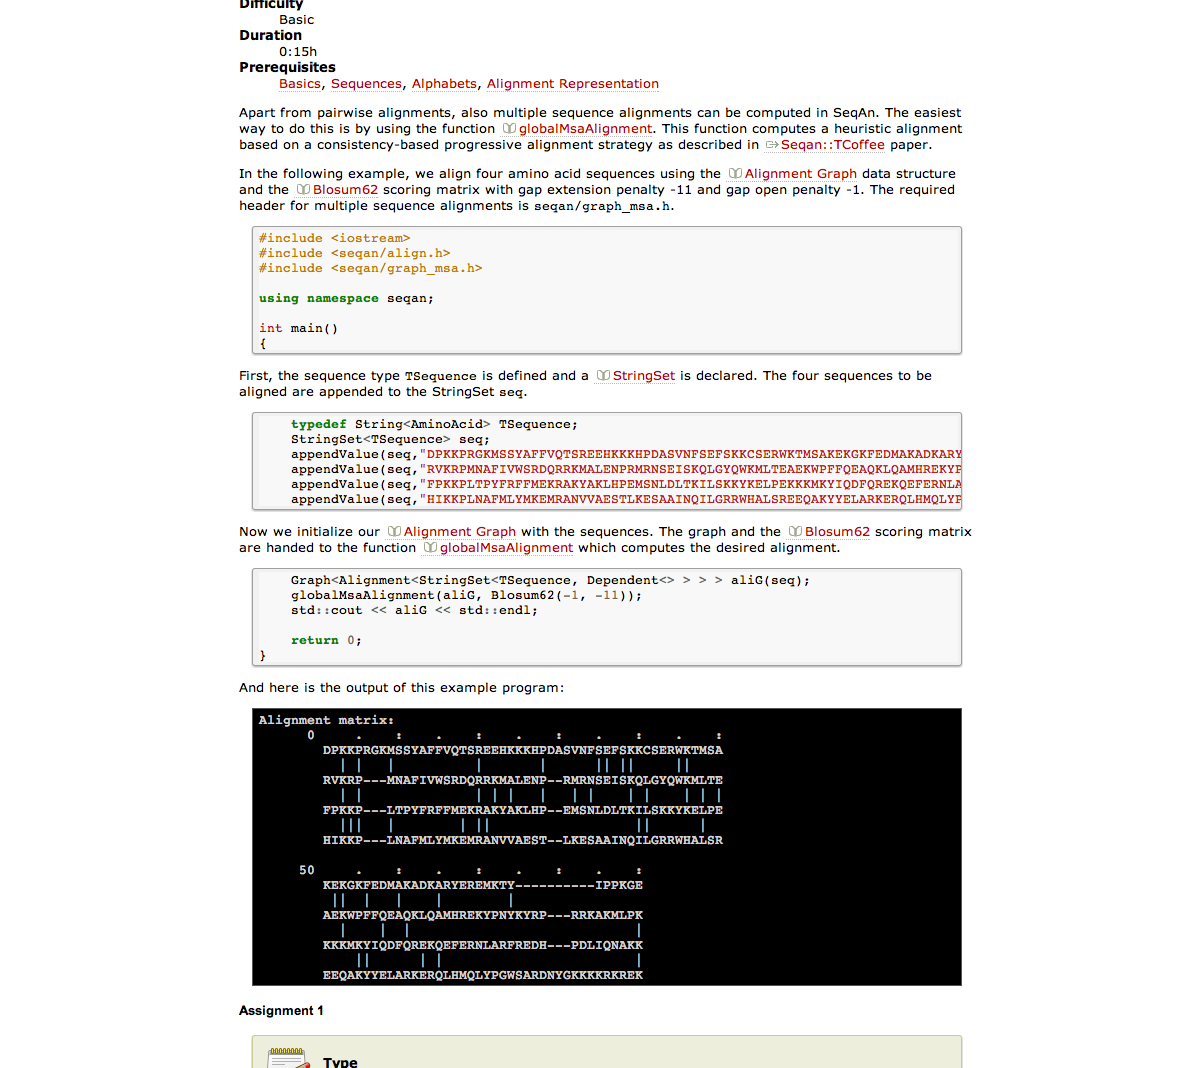 Difficulty
Basic
Duration
0:15h
Prerequisites
Basics, Sequences, Alphabets, Alignment Representation
Apart from pairwise alignments, also multiple sequence alignments can be computed in SeqAn. The easiest
way to do this is by using the function globalMsaAlignment. This function computes a heuristic alignment
based on a consistency-based progressive alignment strategy as described in Seqan::TCoffee paper.
In the following example, we align four amino acid sequences using the Alignment Graph data structure
and the Blosum62 scoring matrix with gap extension penalty -11 and gap open penalty -1. The required
header for multiple sequence alignments is seqan/graph_msa.h.
#include <iostream>
#include <seqan/align.h>
#include <seqan/graph_msa.h>
using namespace seqan;
int main()
{
First, the sequence type TSequence is defined and a StringSet is declared. The four sequences to be
aligned are appended to the StringSet seq.
typedef String<AminoAcid> TSequence;
StringSet<TSequence> seq;
appendValue(seq,"DPKKPRGKMSSYAFFVQTSREEHKKKHPDASVNFSEFSKKCSERWKTMSAKEKGKFEDMAKADKARY
appendValue(seq,"RVKRPMNAFIVWSRDQRRKMALENPRMRNSEISKQLGYQWKMLTEAEKWPFFQEAQKLQAMHREKYP
appendValue(seq,"FPKKPLTPYFRFFMEKRAKYAKLHPEMSNLDLTKILSKKYKELPEKKKMKYIQDFQREKQEFERNLA
appendValue(seq,"HIKKPLNAFMLYMKEMRANVVAESTLKESAAINQILGRRWHALSREEQAKYYELARKERQLHMQLYP
Now we initialize our Alignment Graph with the sequences. The graph and the Blosum62 scoring matrix
are handed to the function globalMsaAlignment which computes the desired alignment.
Graph<Alignment<StringSet<TSequence, Dependent<> > > > aliG(seq);
globalMsaAlignment(aliG, Blosum62(-1, -11));
std::cout << aliG << std::endl;
return 0;
}
And here is the output of this example program:
Alignment matrix:
0 . : . : . : . : . :
DPKKPRGKMSSYAFFVQTSREEHKKKHPDASVNFSEFSKKCSERWKTMSA
| | | | | || || ||
RVKRP---MNAFIVWSRDQRRKMALENP--RMRNSEISKQLGYQWKMLTE
| | | | | | | | | | | | |
FPKKP---LTPYFRFFMEKRAKYAKLHP--EMSNLDLTKILSKKYKELPE
||| | | || || |
HIKKP---LNAFMLYMKEMRANVVAEST--LKESAAINQILGRRWHALSR
50 . : . : . : . :
KEKGKFEDMAKADKARYEREMKTY----------IPPKGE
|| | | | |
AEKWPFFQEAQKLQAMHREKYPNYKYRP---RRKAKMLPK
| | | |
KKKMKYIQDFQREKQEFERNLARFREDH---PDLIQNAKK
|| | | |
EEQAKYYELARKERQLHMQLYPGWSARDNYGKKKKRKREK
Assignment 1
Type